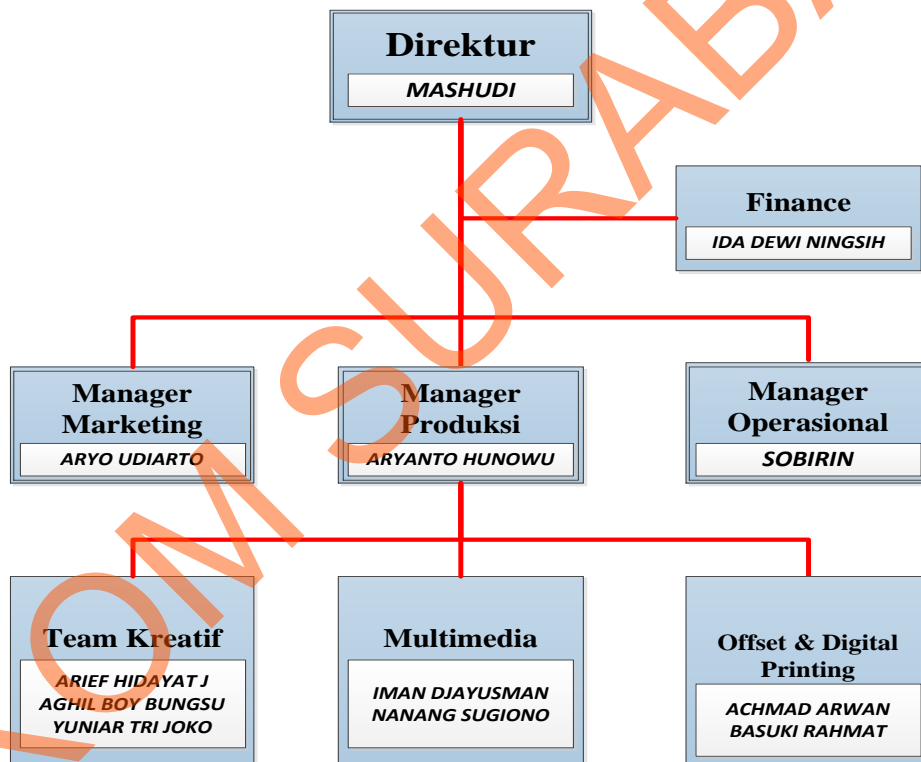 Direktur
MASHUDI
Finance
IDA DEWI NINGSIH
Manager
Marketing
ARYO UDIARTO
Manager
Produksi
ARYANTO HUNOWU
Manager
Operasional
SOBIRIN
Team Kreatif
ARIEF HIDAYAT J
AGHIL BOY BUNGSU
YUNIAR TRI JOKO
Multimedia
IMAN DJAYUSMAN
NANANG SUGIONO
Offset & Digital
Printing
ACHMAD ARWAN
BASUKI RAHMAT
OM SURABA